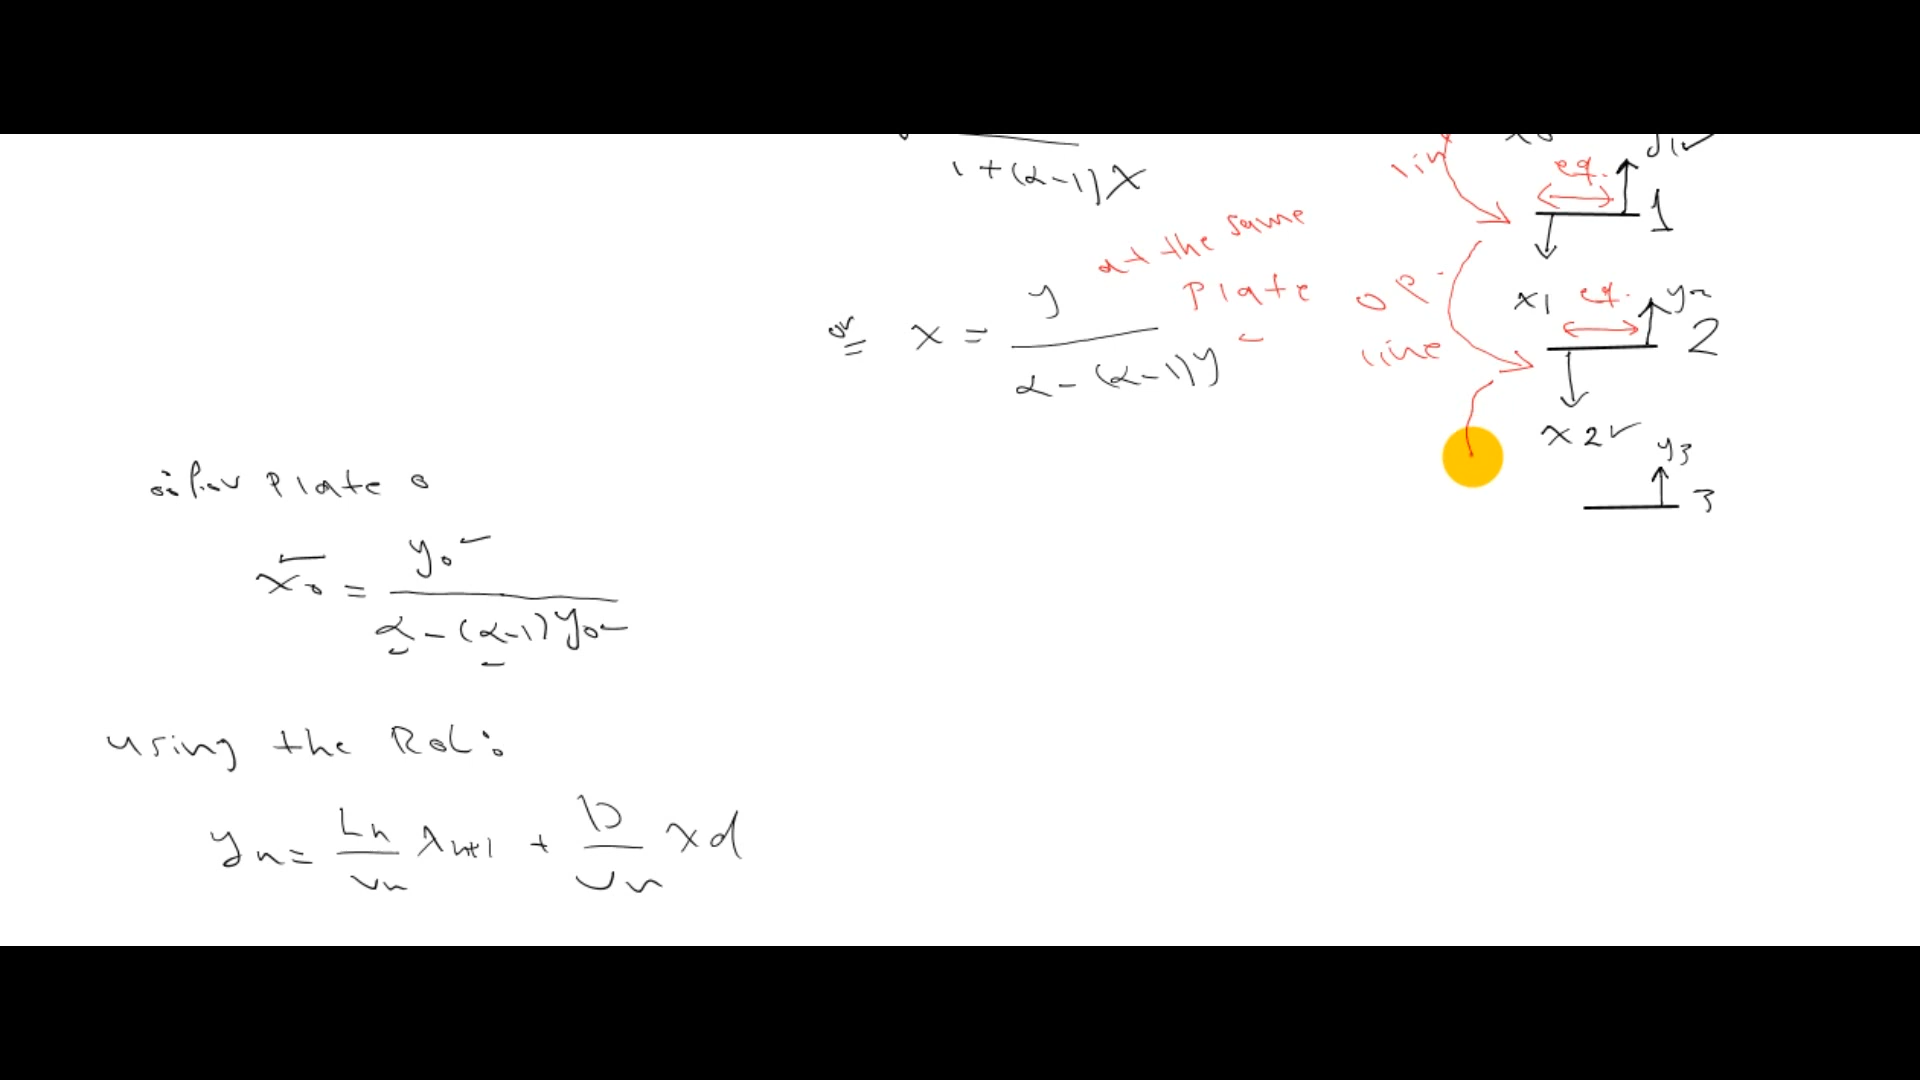 1 + (α-1) X
or x = y / α - (α-1) y
at the same
Plate
op.
line
lin
eq.
1
x1
eq.
y2
2
x2 ✓
y3
3
for Plate 0
x0 = y0 / α - (α-1) y0
using the RoL:
yn = Ln / Vn xn+1 + D / Vn xd